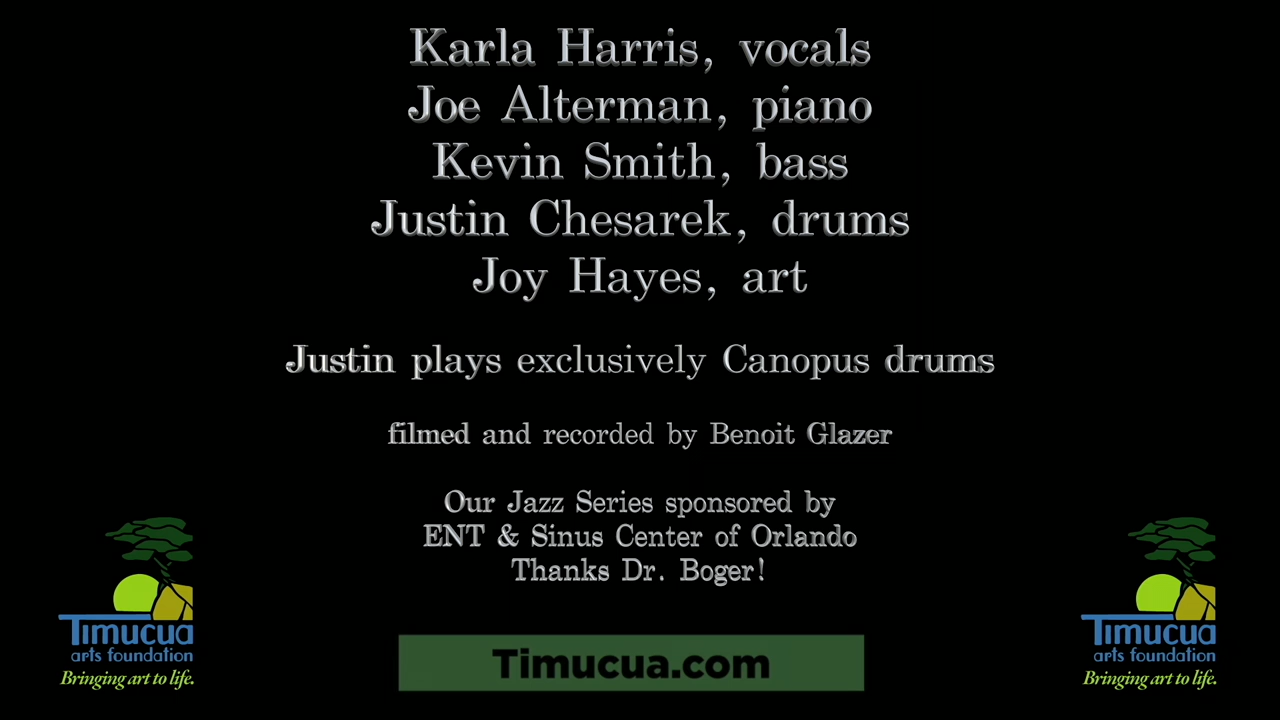 Karla Harris, vocals
Joe Alterman, piano
Kevin Smith, bass
Justin Chesarek, drums
Joy Hayes, art
Justin plays exclusively Canopus drums
filmed and recorded by Benoit Glazer
Our Jazz Series sponsored by
ENT & Sinus Center of Orlando
Thanks Dr. Boger!
Timucua
arts foundation
Bringing art to life.
Timucua.com
Timucua
arts foundation
Bringing art to life.